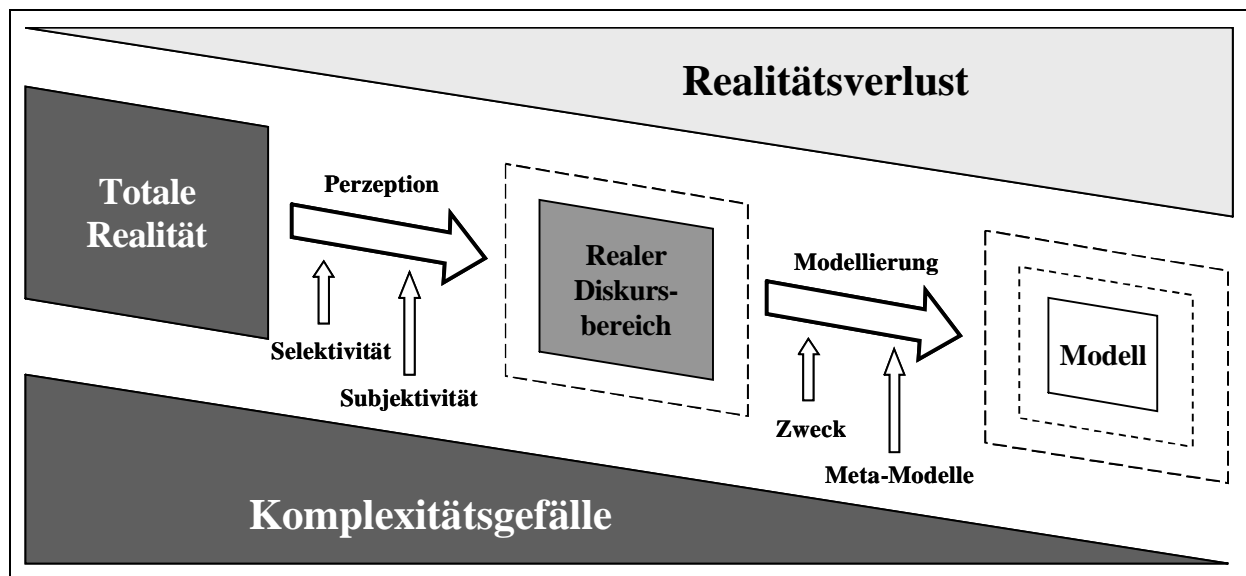 Realitätsverlust
Totale
Realität
Perzeption
Selektivität
Subjektivität
Realer
Diskurs-
bereich
Modellierung
Zweck
Meta-Modelle
Modell
Komplexitätsgefälle